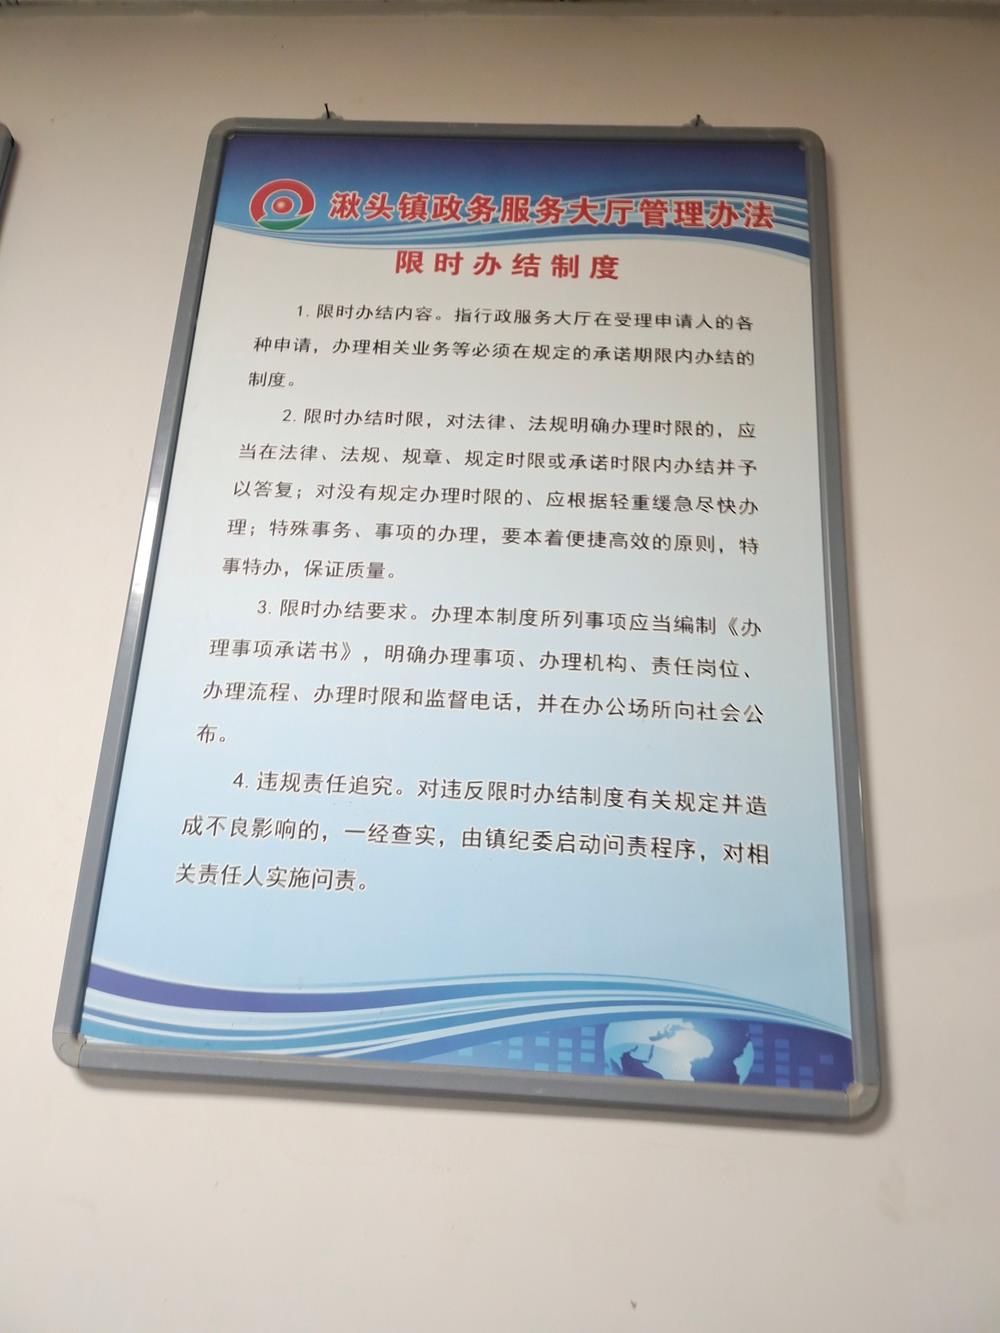 湫头镇政务服务大厅管理办法
限时办结制度
1. 限时办结内容。指行政服务大厅在受理申请人的各
种申请，办理相关业务等必须在规定的承诺期限内办结的
制度。
2. 限时办结时限，对法律、法规明确办理时限的，应
当在法律、法规、规章、规定时限或承诺时限内办结并予
以答复；对没有规定办理时限的、应根据轻重缓急尽快办
理；特殊事务、事项的办理，要本着便捷高效的原则，特
事特办，保证质量。
3. 限时办结要求。办理本制度所列事项应当编制《办
理事项承诺书》，明确办理事项、办理机构、责任岗位、
办理流程、办理时限和监督电话，并在办公场所向社会公
布。
4. 违规责任追究。对违反限时办结制度有关规定并造
成不良影响的，一经查实，由镇纪委启动问责程序，对相
关责任人实施问责。